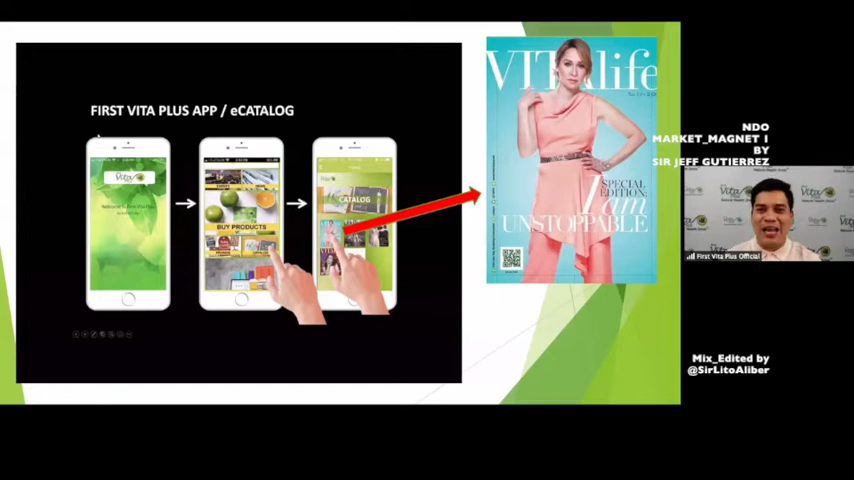 FIRST VITA PLUS APP / eCATALOG
Vita
BUY PRODUCTS
CATALOG
VITAlife
SPECIAL
EDITION:
I am
UNSTOPPABLE
NDO
MARKET_MAGNET I
BY
SIR JEFF GUTIERREZ
First Vita Plus Official
Mix_Edited by
@SirLitoAliber